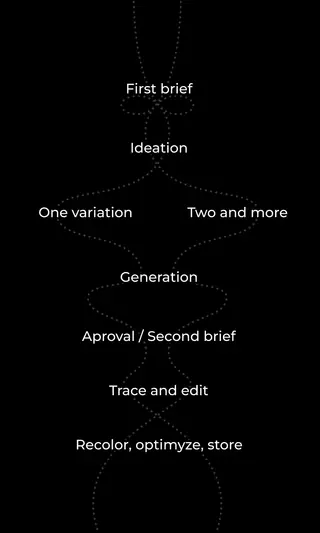 First brief
Ideation
One variation
Two and more
Generation
Aproval / Second brief
Trace and edit
Recolor, optimyze, store